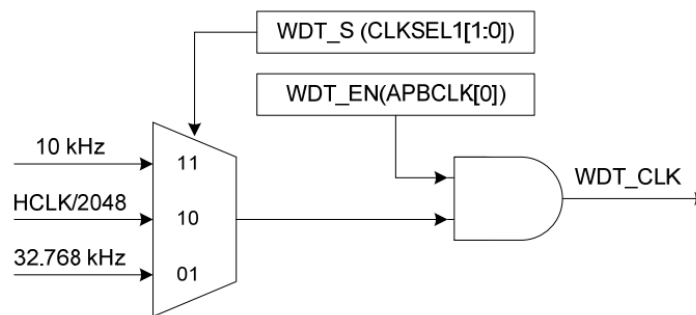 WDT_S (CLKSEL1[1:0])
WDT_EN(APBCLK[0])
10 kHz
11
WDT_CLK
HCLK/2048
10
32.768 kHz
01